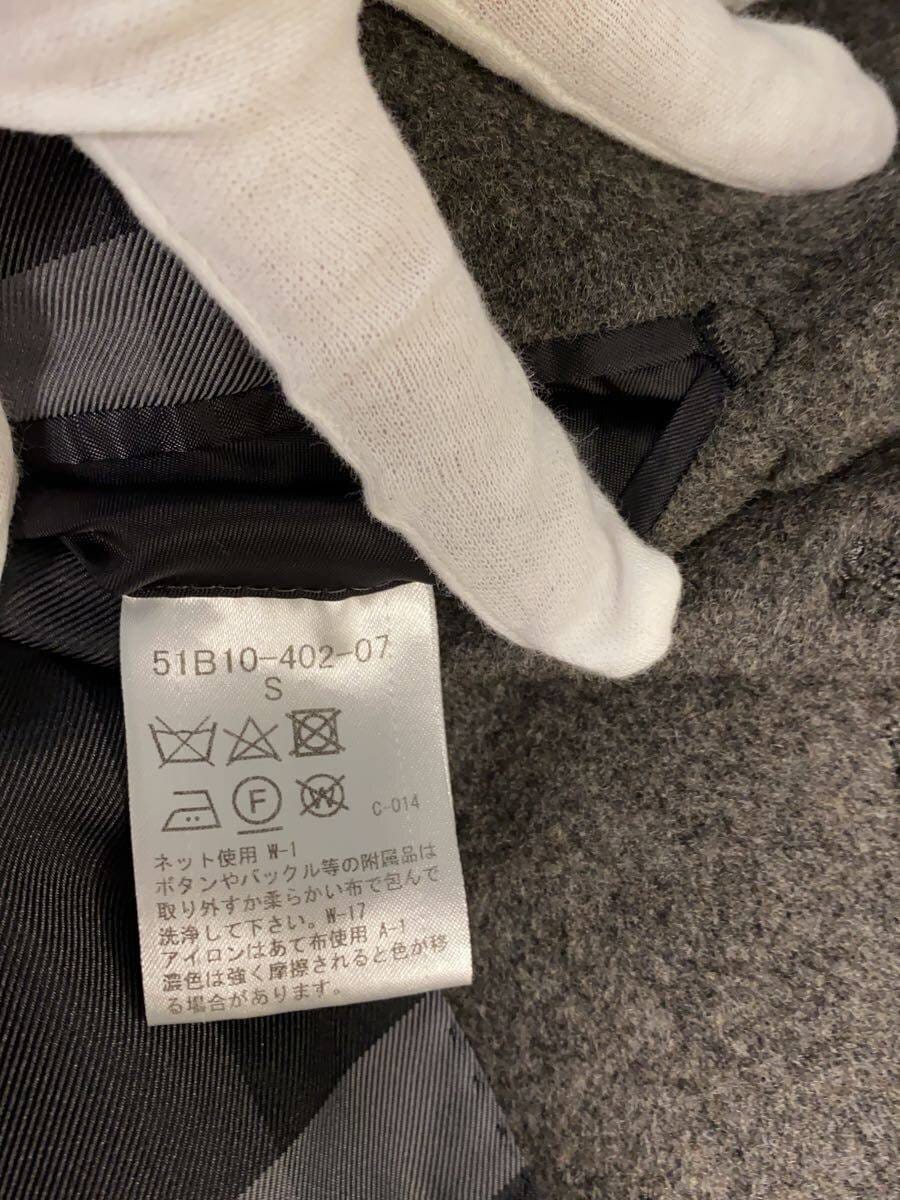 51B10-402-07
S
F
W
C-014
ネット使用 W-1
ボタンやバックル等の附属品は
取り外すか柔らかい布で包んで
洗浄して下さい。W-17
アイロンはあて布使用 A-1
濃色は強く摩擦されると色が移
る場合があります。